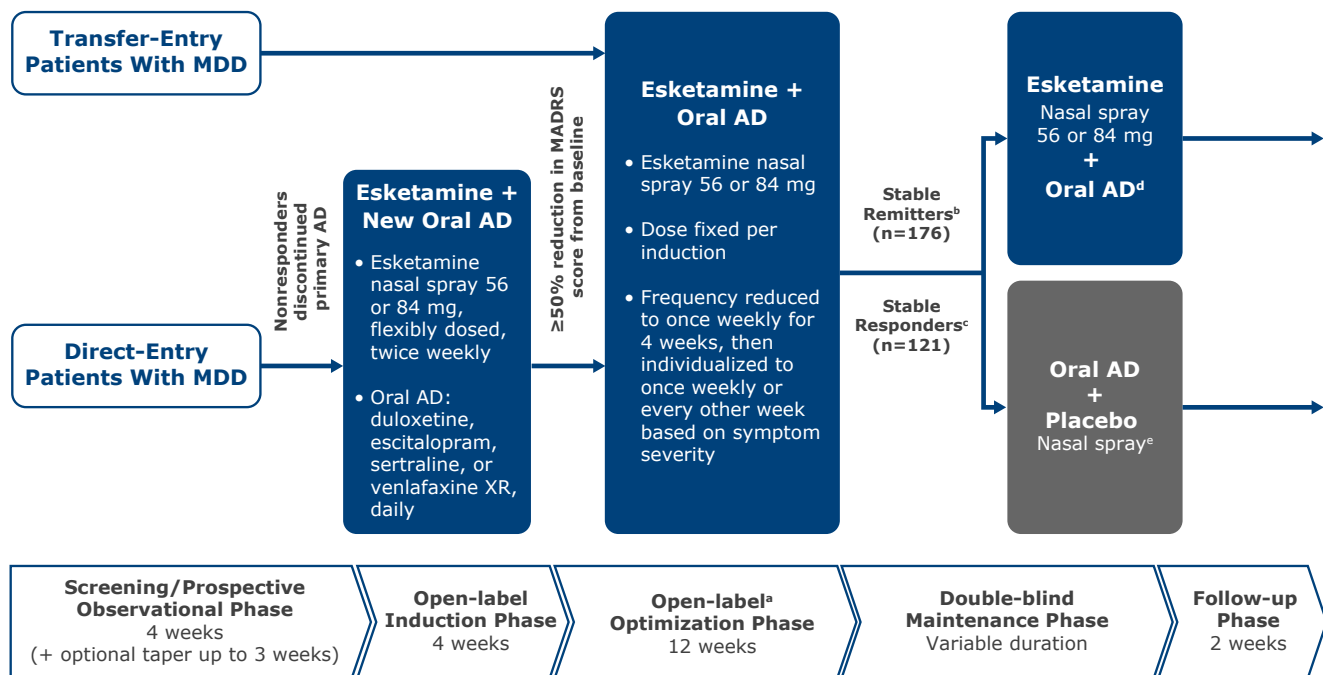 Transfer-Entry
Patients With MDD
Direct-Entry
Patients With MDD
Nonresponders
discontinued
primary AD
Esketamine +
New Oral AD
• Esketamine
nasal spray 56
or 84 mg,
flexibly dosed,
twice weekly
• Oral AD:
duloxetine,
escitalopram,
sertraline, or
venlafaxine XR,
daily
≥50% reduction in MADRS
score from baseline
Esketamine +
Oral AD
• Esketamine nasal
spray 56 or 84 mg
• Dose fixed per
induction
• Frequency reduced
to once weekly for
4 weeks, then
individualized to
once weekly or
every other week
based on symptom
severity
Stable
Remittersᵇ
(n=176)
Stable
Respondersᶜ
(n=121)
Esketamine
Nasal spray
56 or 84 mg
+
Oral ADᵈ
Oral AD
+
Placebo
Nasal sprayᵉ
Screening/Prospective
Observational Phase
4 weeks
(+ optional taper up to 3 weeks)
Open-label
Induction Phase
4 weeks
Open-labelᵃ
Optimization Phase
12 weeks
Double-blind
Maintenance Phase
Variable duration
Follow-up
Phase
2 weeks